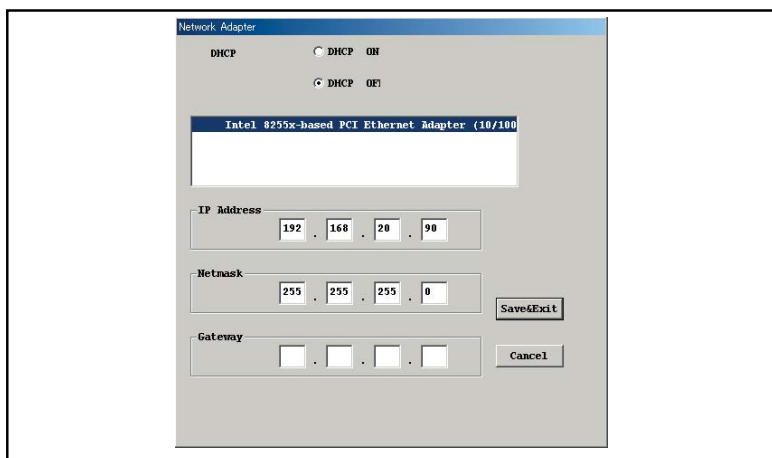 Network Adapter
DHCP
DHCP ON
DHCP OF
Intel 8255x-based PCI Ethernet Adapter (10/100
IP Address
192 . 168 . 20 . 90
Netmask
255 . 255 . 255 . 0
Save&Exit
Gateway
. . .
Cancel